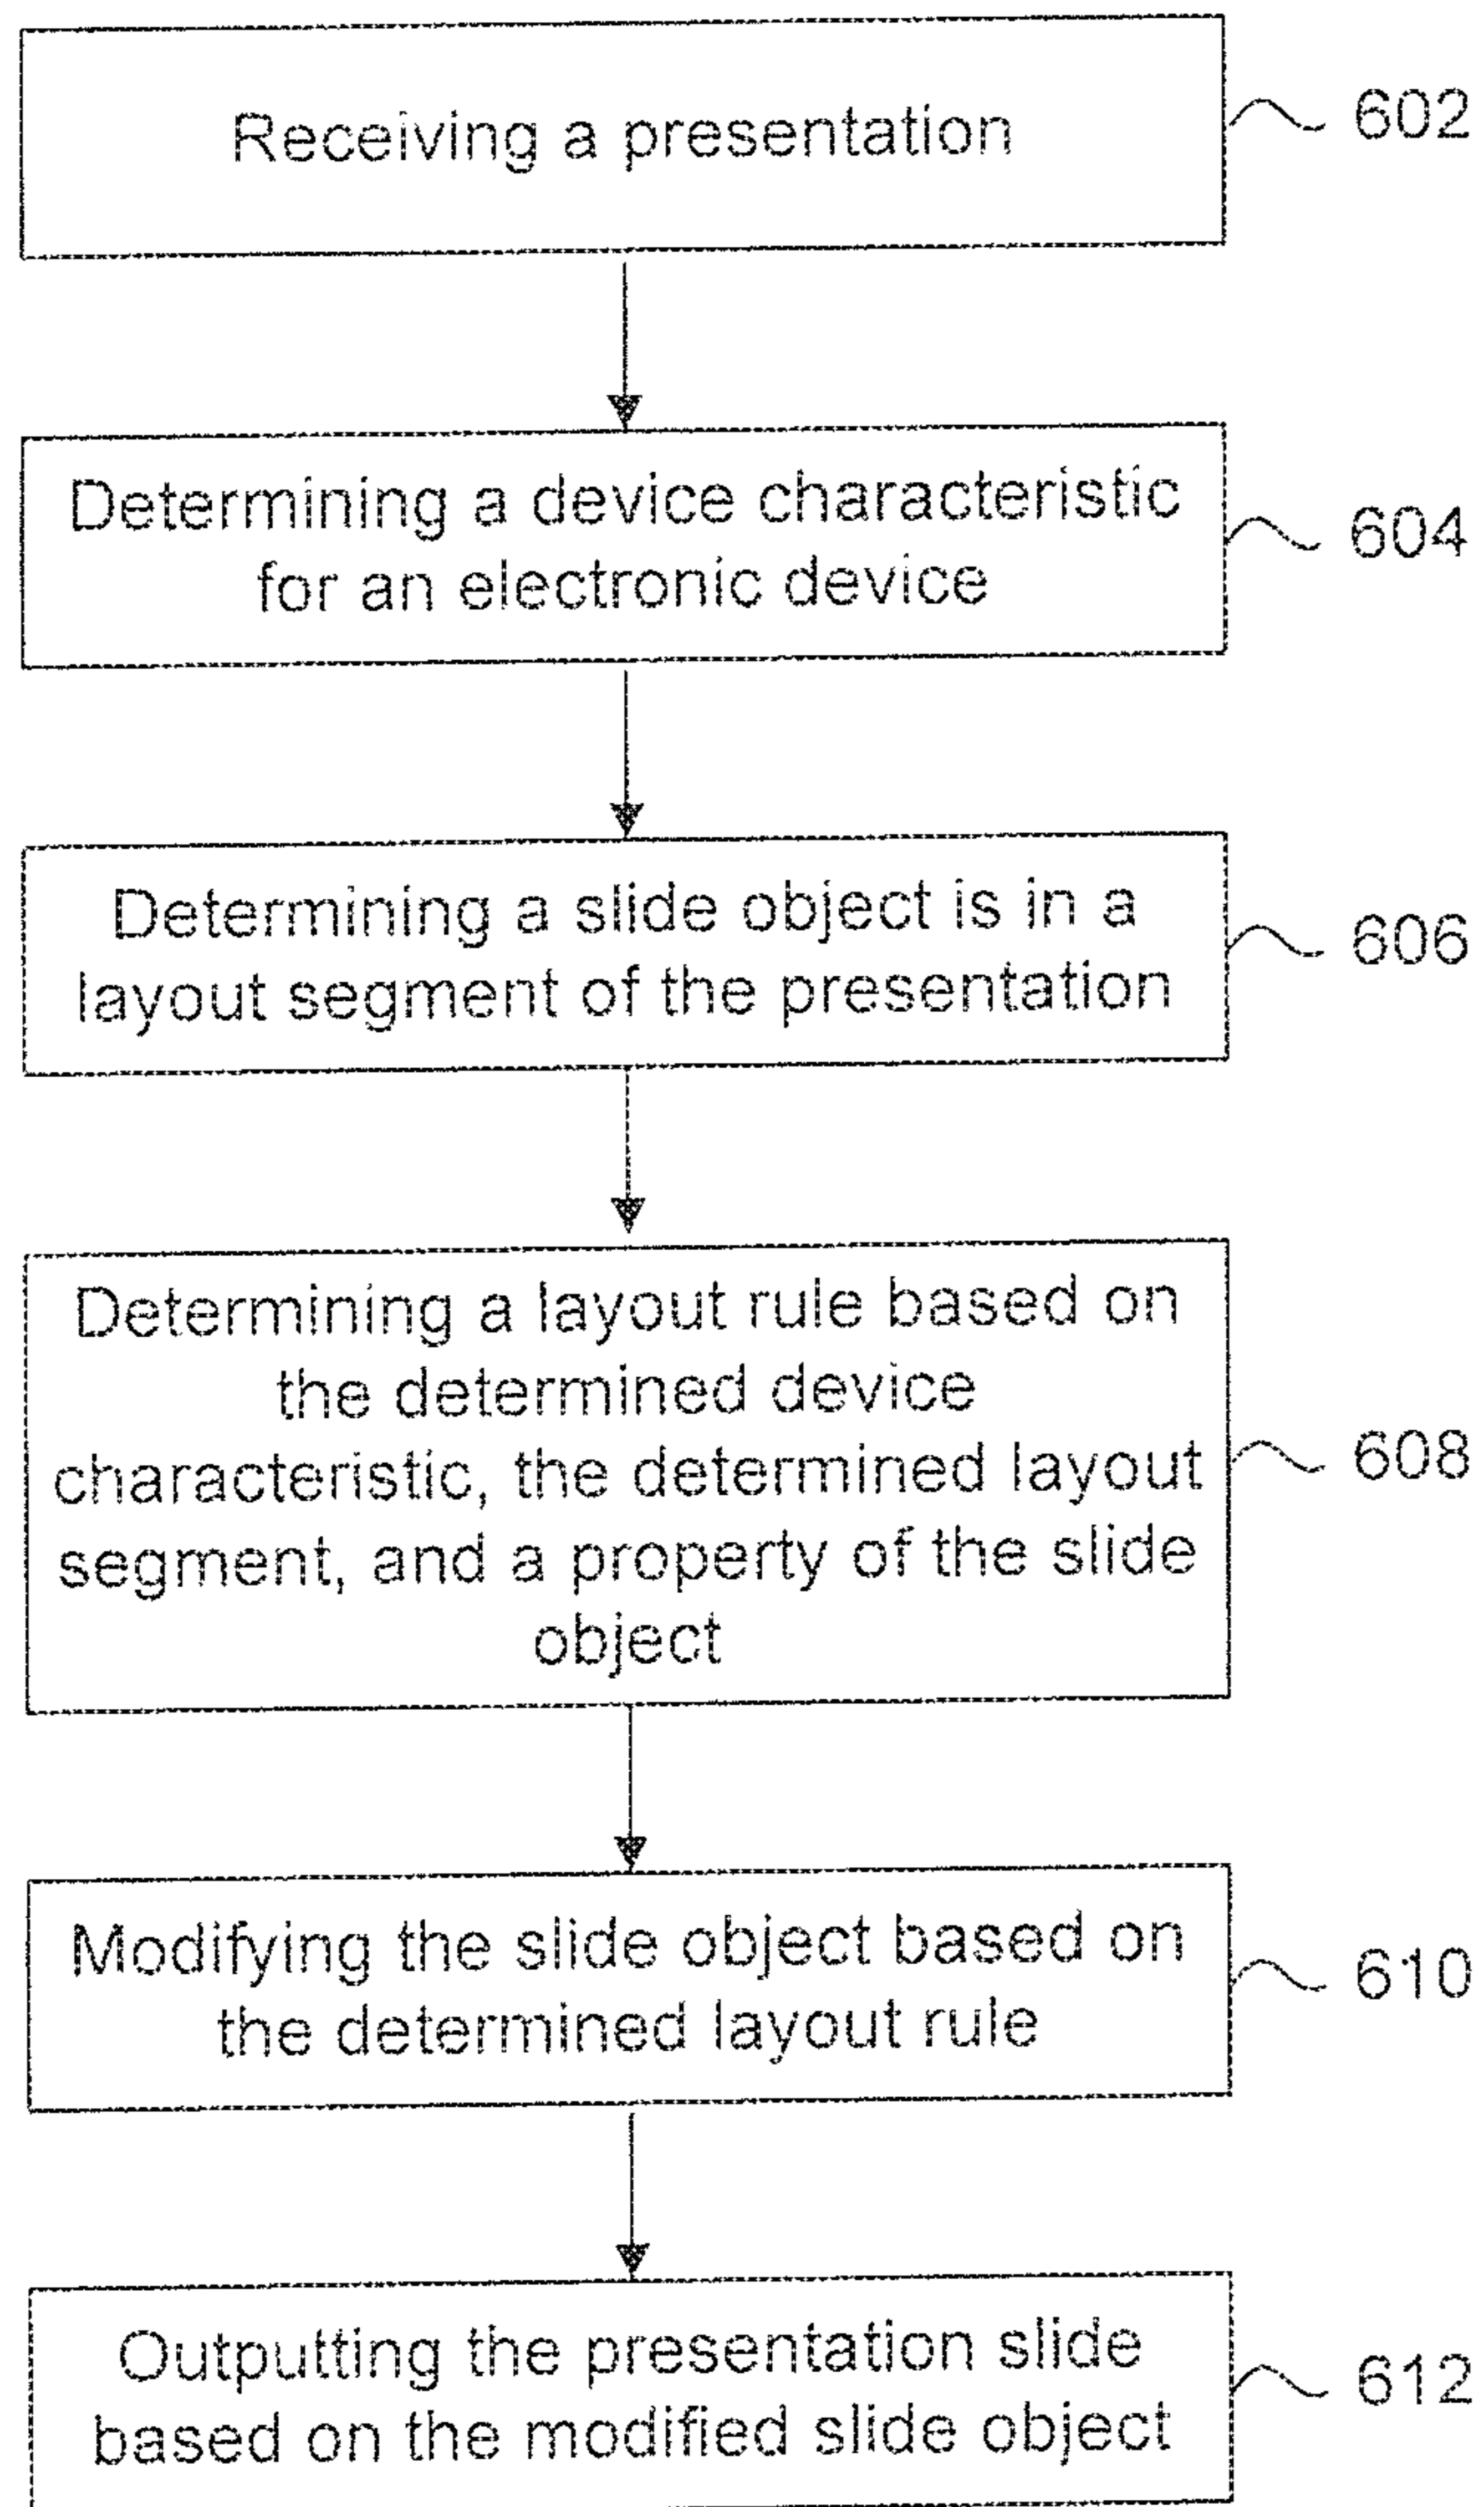 Receiving a presentation
602
Determining a device characteristic
for an electronic device
604
Determining a slide object is in a
layout segment of the presentation
606
Determining a layout rule based on
the determined device
characteristic, the determined layout
segment, and a property of the slide
object
608
Modifying the slide object based on
the determined layout rule
610
Outputting the presentation slide
based on the modified slide object
612